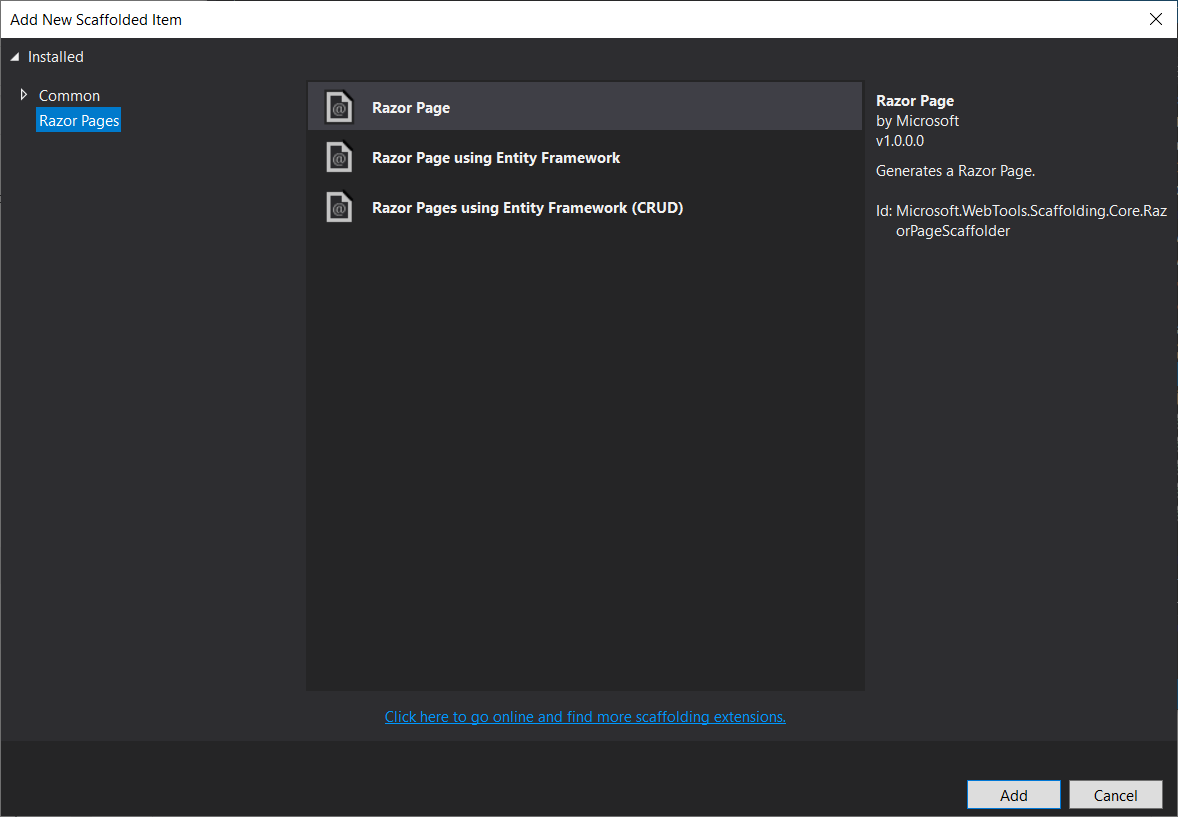 Add New Scaffolded Item
Installed
Common
Razor Pages
Razor Page
Razor Page using Entity Framework
Razor Pages using Entity Framework (CRUD)
Razor Page
by Microsoft
v1.0.0.0
Generates a Razor Page.
Id: Microsoft.WebTools.Scaffolding.Core.Raz
orPageScaffolder
Click here to go online and find more scaffolding extensions.
Add
Cancel